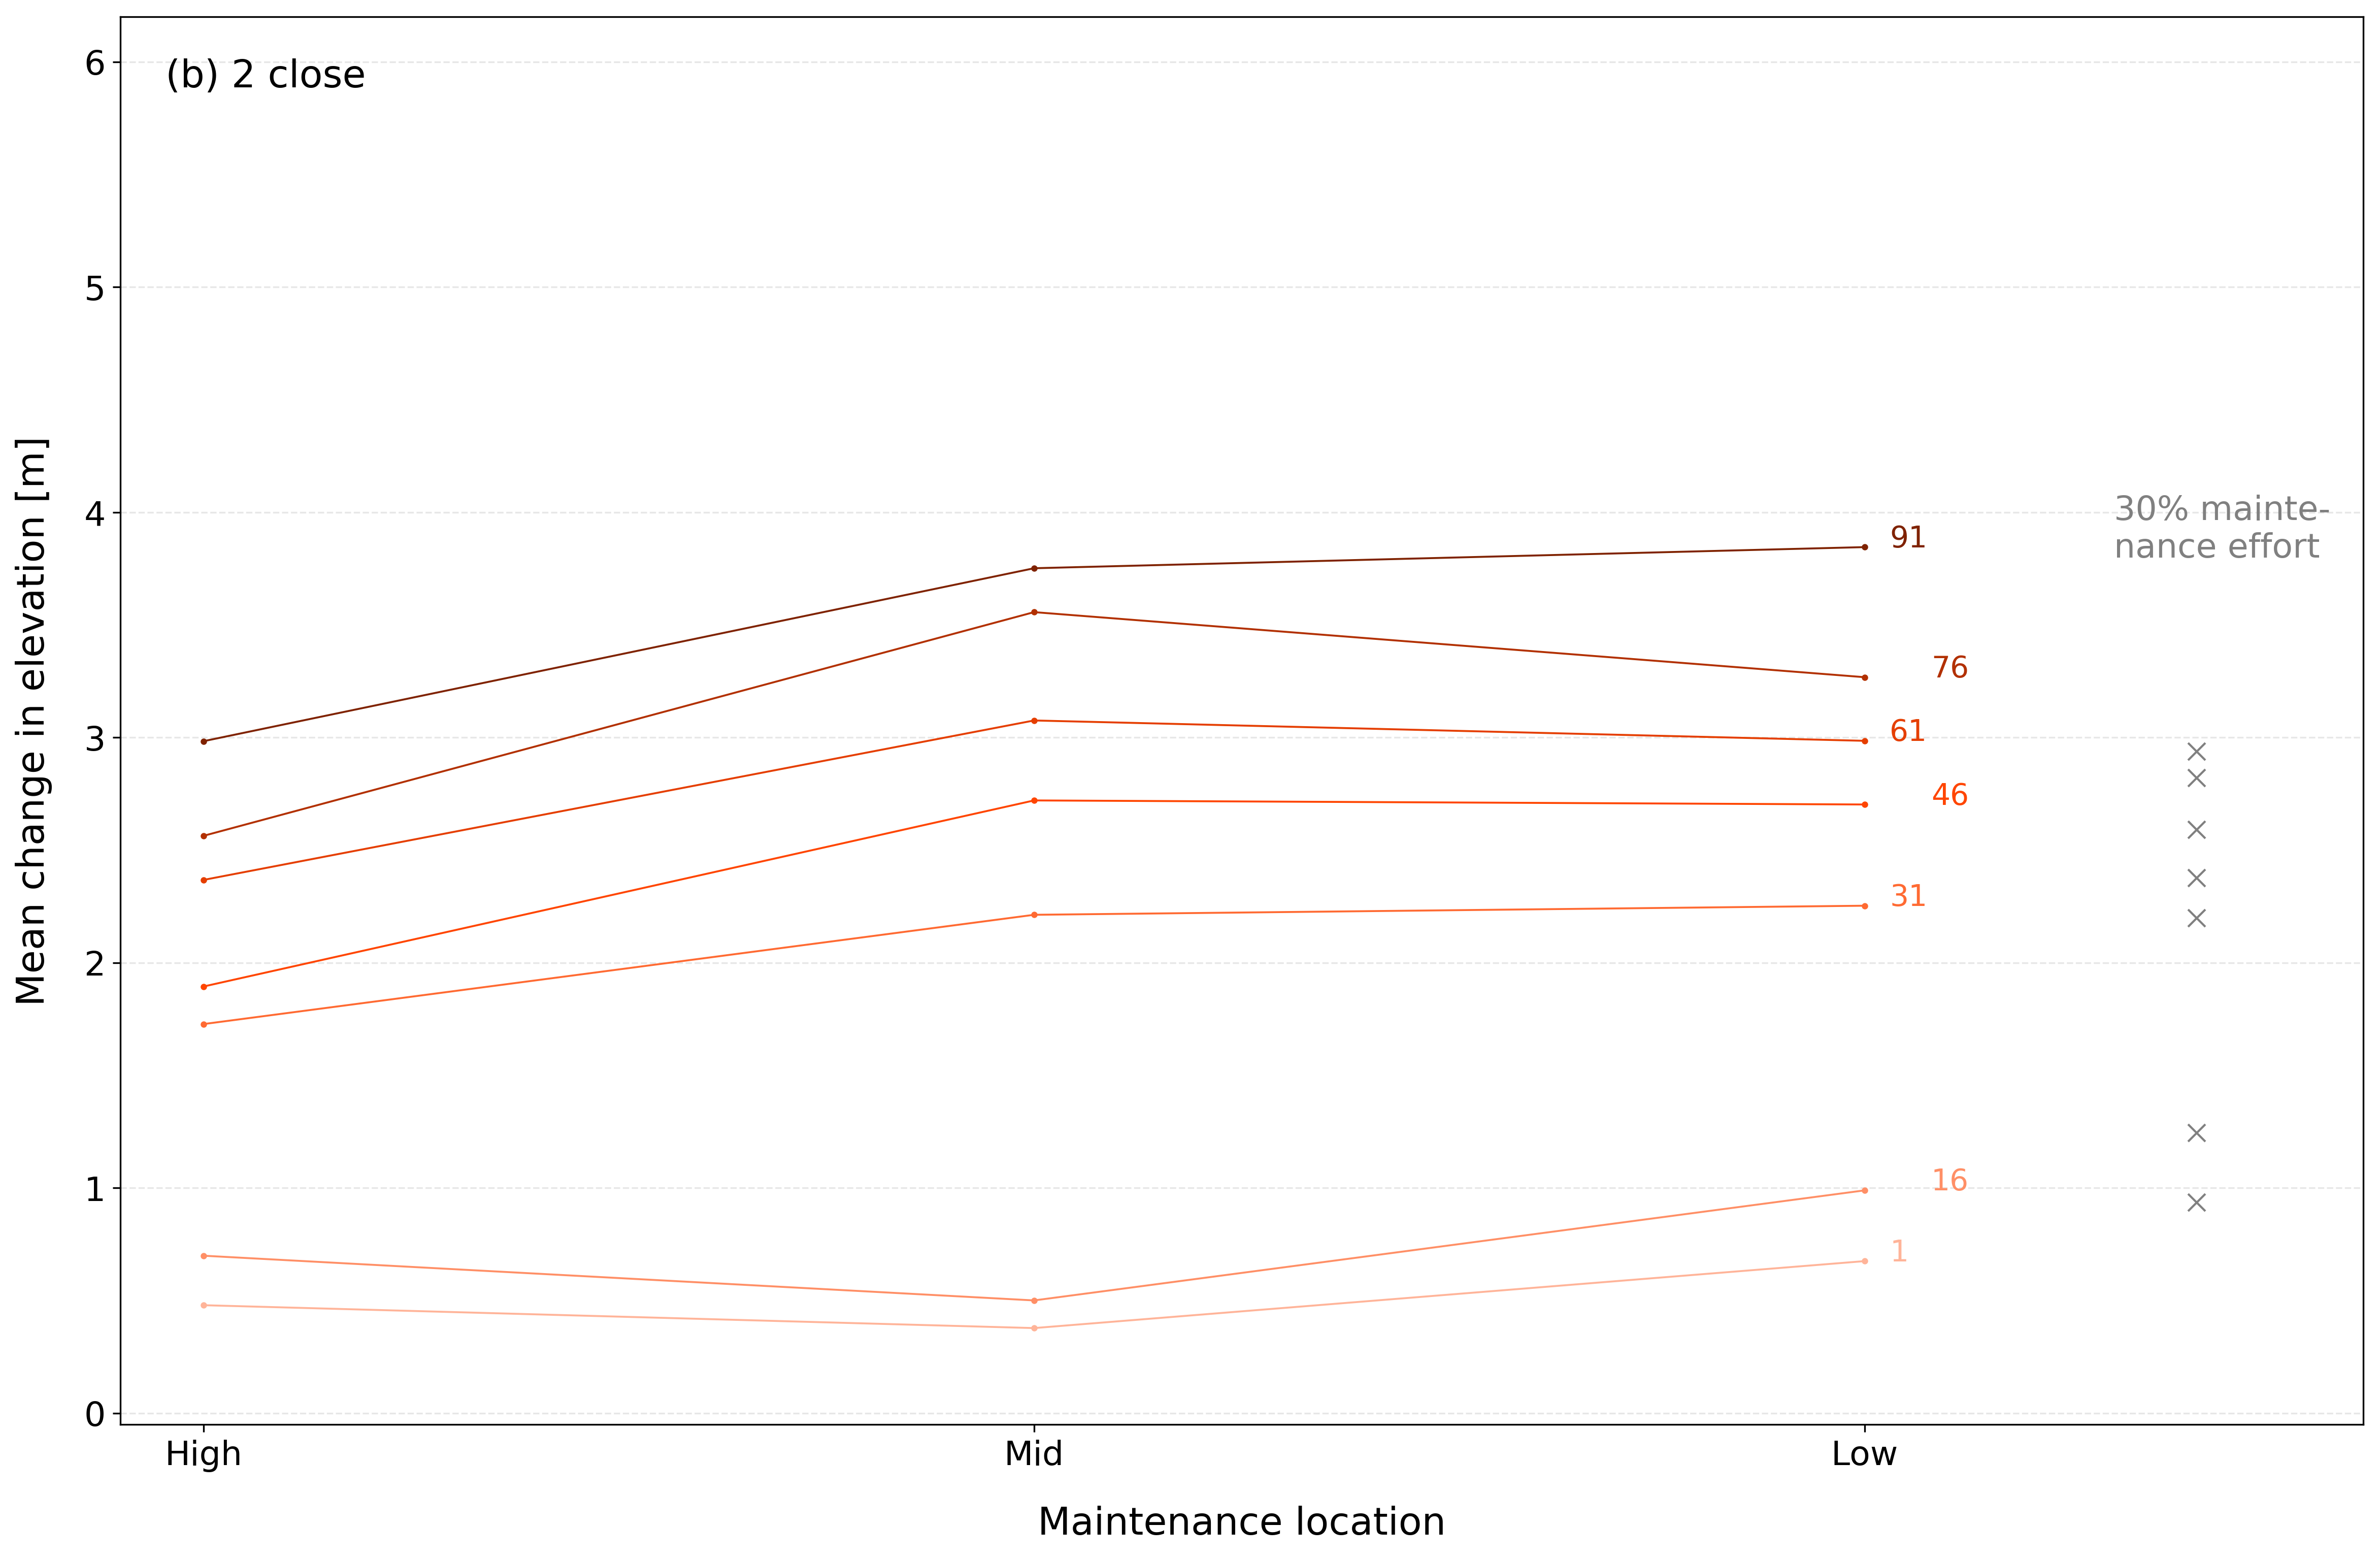 (b) 2 close
Mean change in elevation [m]
6
5
4
3
2
1
0
30% mainte-
nance effort
91
76
61
46
31
16
1
High
Mid
Low
Maintenance location